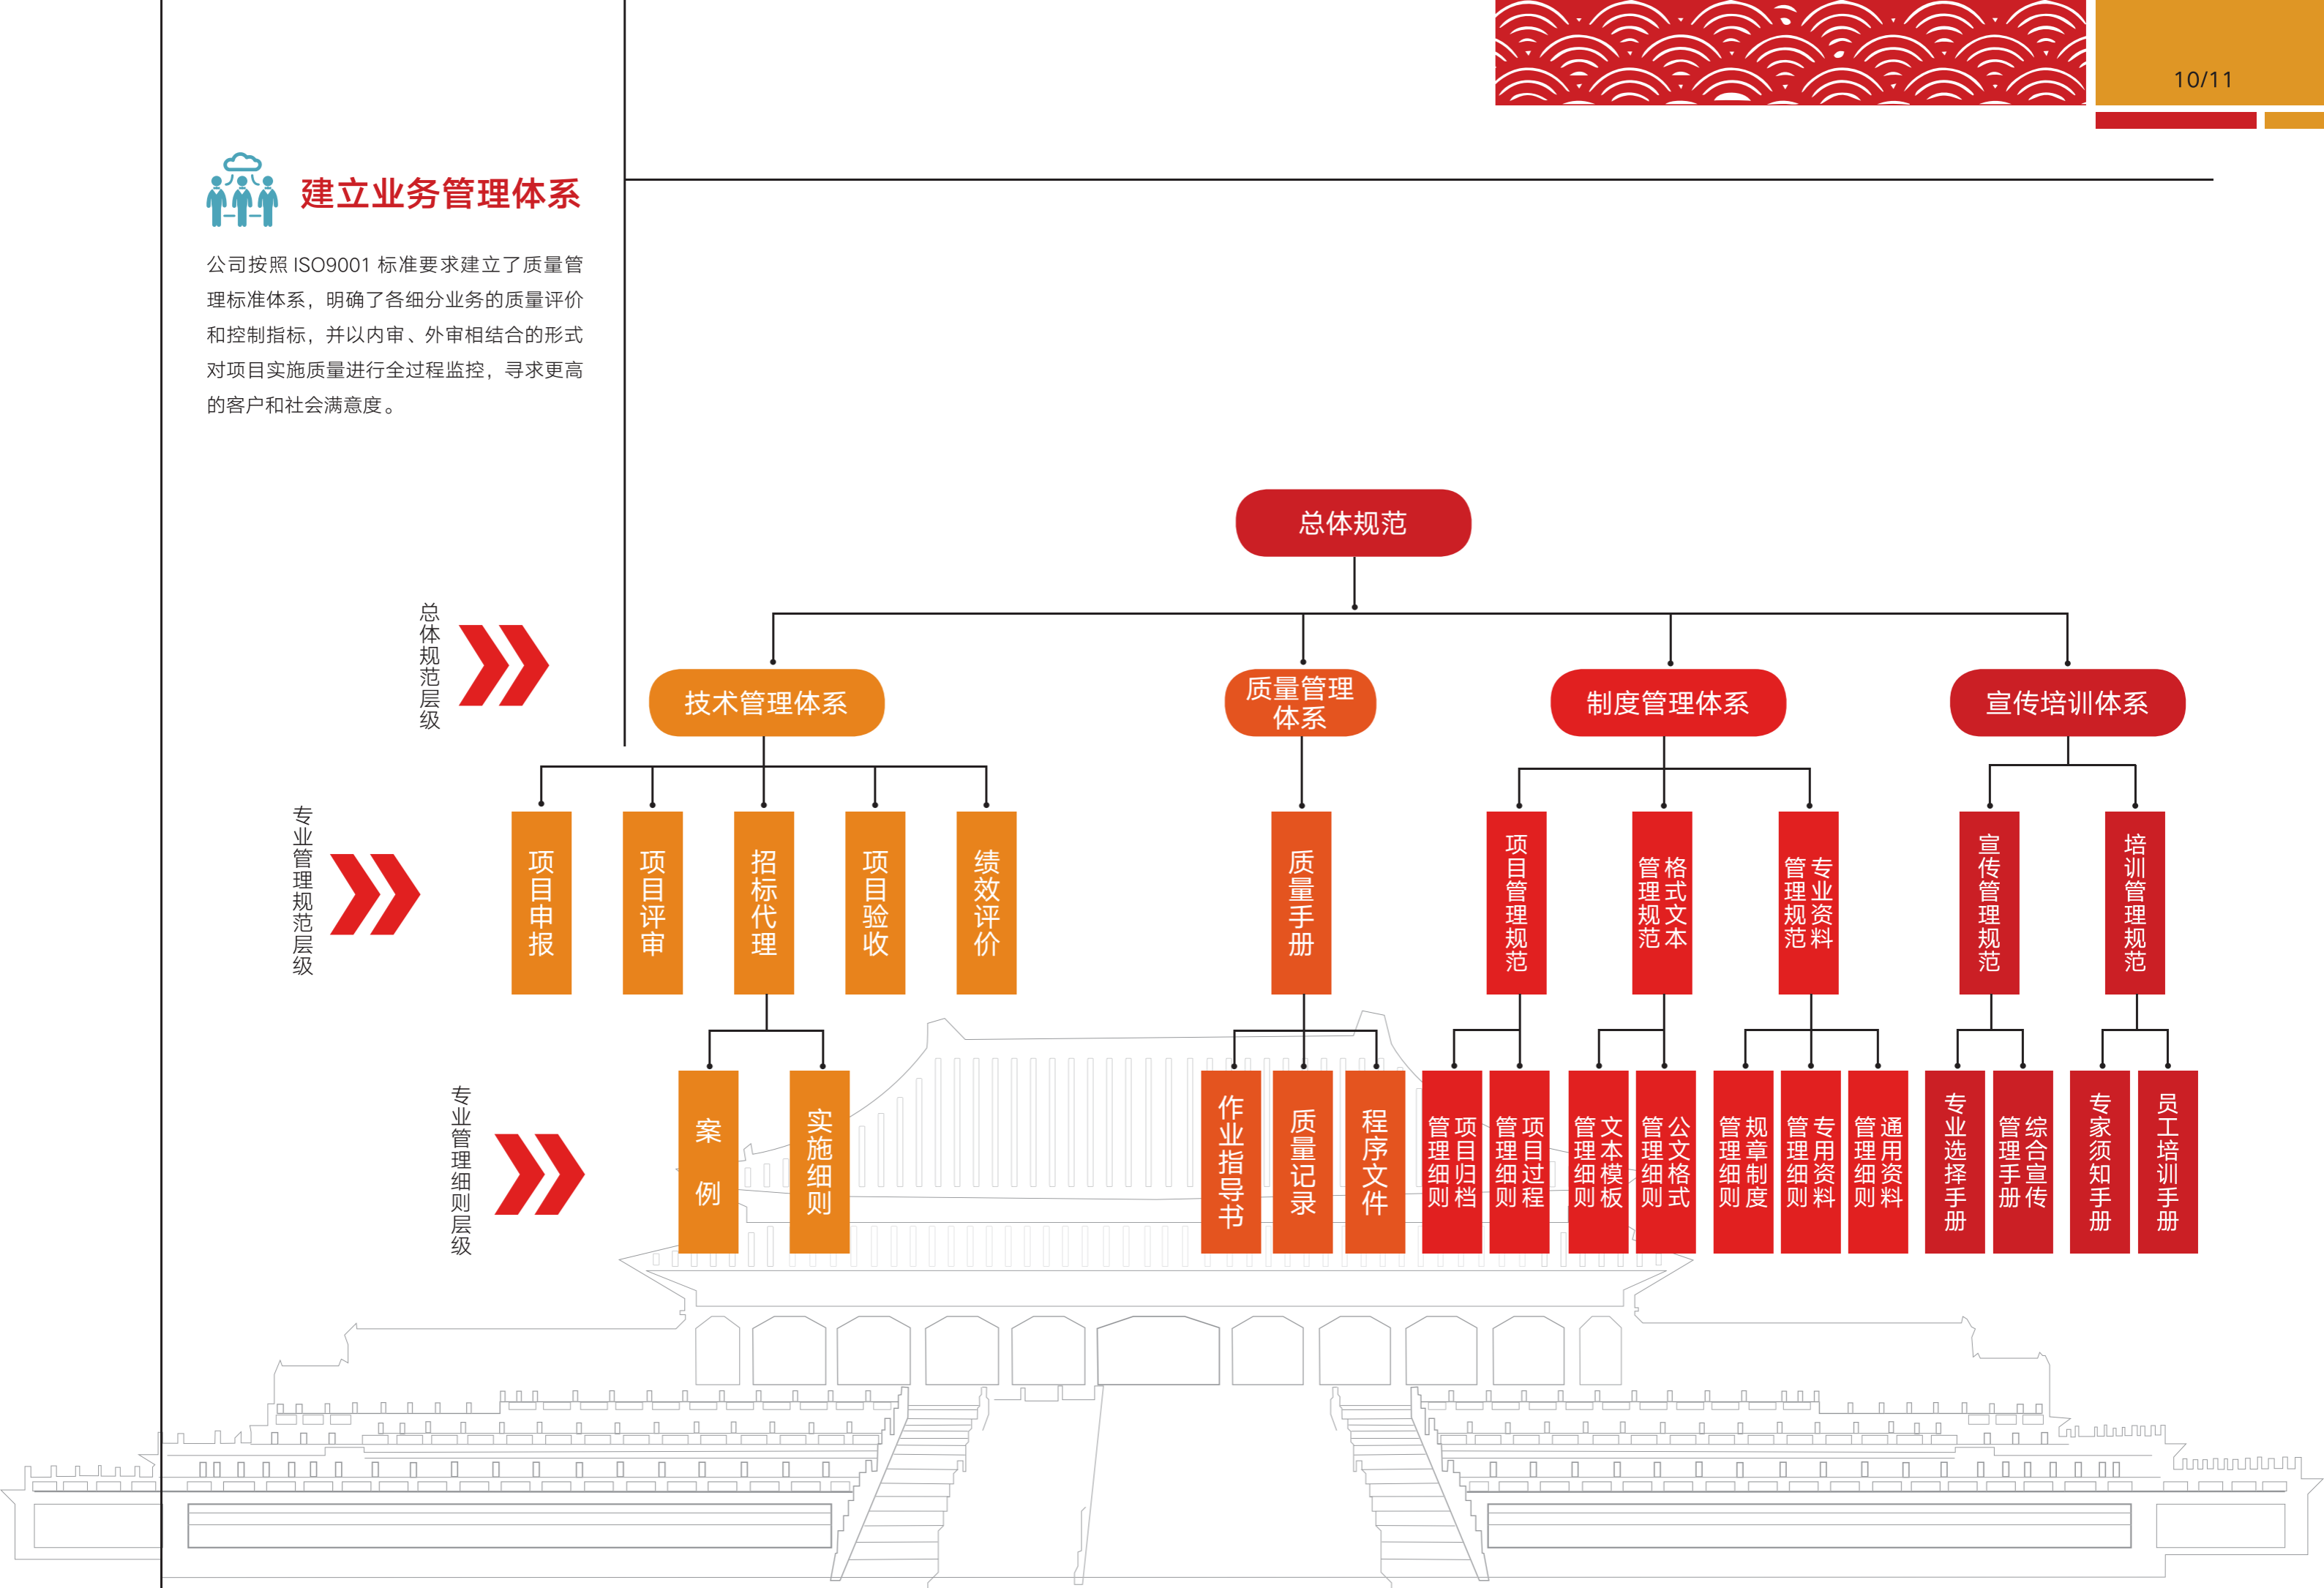 10/11
建立业务管理体系
公司按照 ISO9001 标准要求建立了质量管
理标准体系，明确了各细分业务的质量评价
和控制指标，并以内审、外审相结合的形式
对项目实施质量进行全过程监控，寻求更高
的客户和社会满意度。
总体规范
总体规范层级
技术管理体系
质量管理
体系
制度管理体系
宣传培训体系
专业管理规范层级
项目申报
项目评审
招标代理
项目验收
绩效评价
质量手册
项目管理规范
格式文本
管理规范
专业资料
管理规范
宣传管理规范
培训管理规范
专业管理细则层级
案例
实施细则
作业指导书
质量记录
程序文件
项目归档
管理细则
项目过程
管理细则
文本模板
管理细则
公文格式
管理细则
规章制度
管理细则
专用资料
管理细则
通用资料
管理细则
专业选择手册
综合宣传
管理手册
专家须知手册
员工培训手册